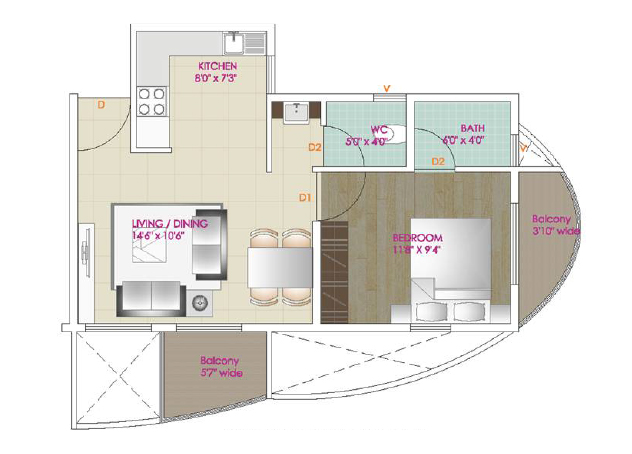 KITCHEN
8'0" x 7'3"
V
D
WC
5'0" x 4'0"
BATH
6'0" x 4'0"
D2
D2
V
D1
LIVING / DINING
14'6" x 10'6"
BEDROOM
11'8" X 9'4"
Balcony
3'10" wide
Balcony
5'7" wide